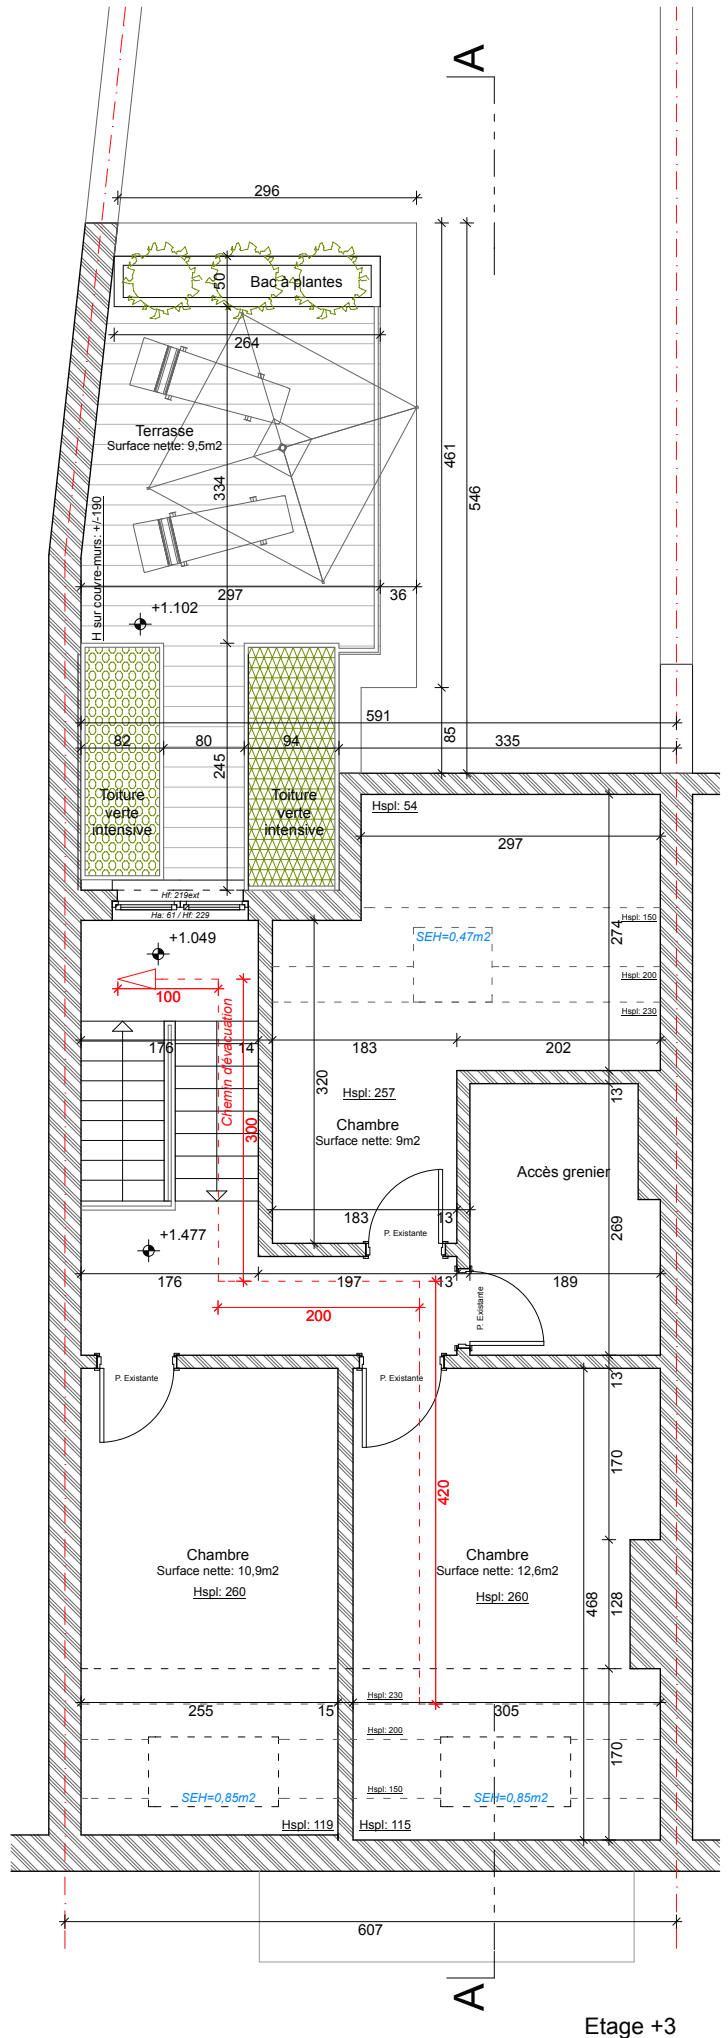 A
296
50
Bac à plantes
264
Terrasse
Surface nette: 9,5m2
461
546
334
H sur couvre-murs: +/-190
297
36
+1.102
591
82
80
94
85
335
245
Toiture
verte
intensive
Toiture
verte
intensive
Hspl: 54
297
Hf: 219ext
Ha: 61 / Hf: 229
Hspl: 150
SEH=0,47m2
274
+1.049
Hspl: 200
100
Hspl: 230
Chemin d'évacuation
176
14
183
202
320
Hspl: 257
13
300
Chambre
Surface nette: 9m2
Accès grenier
183
13
+1.477
P. Existante
269
176
197
13
189
P. Existante
200
P. Existante
P. Existante
13
170
420
Chambre
Surface nette: 10,9m2
Hspl: 260
Chambre
Surface nette: 12,6m2
Hspl: 260
468
128
255
15
Hspl: 230
305
Hspl: 200
170
Hspl: 150
SEH=0,85m2
SEH=0,85m2
Hspl: 119
Hspl: 115
607
A
Etage +3